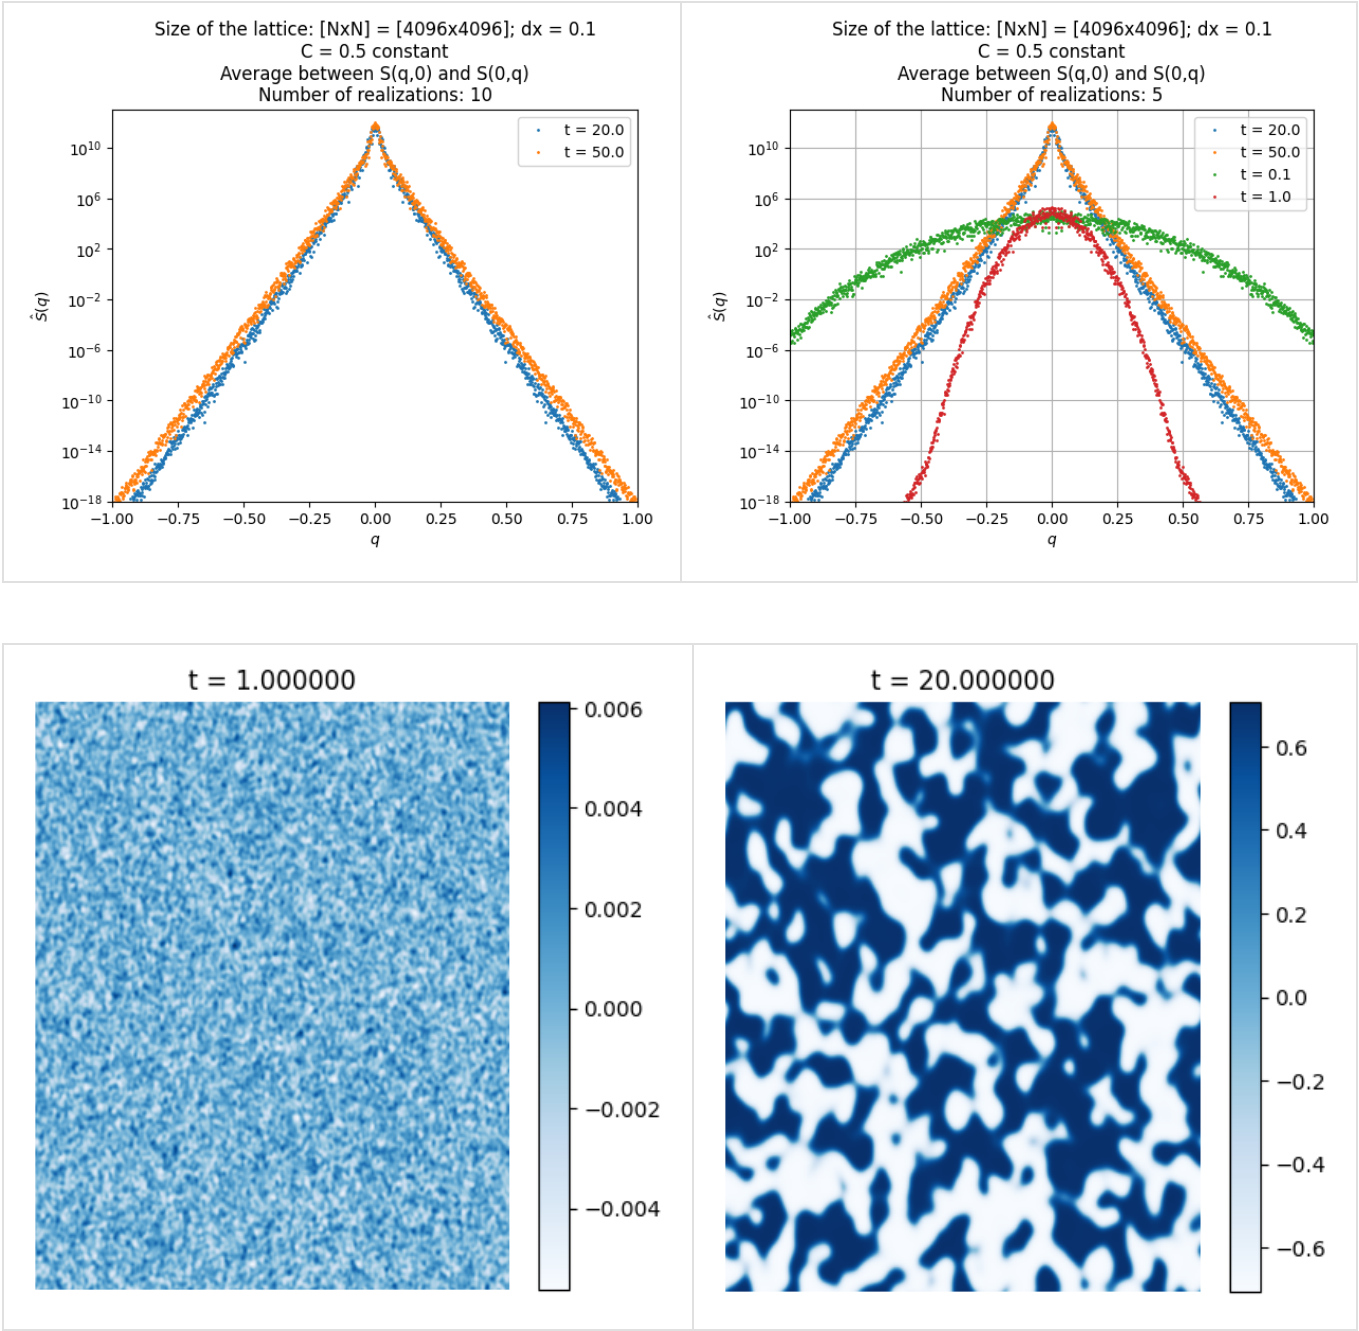 Size of the lattice: [NxN] = [4096x4096]; dx = 0.1
C = 0.5 constant
Average between S(q,0) and S(0,q)
Number of realizations: 10
t = 20.0
t = 50.0
10^10
10^6
10^2
10^−2
10^−6
10^−10
10^−14
10^−18
Ŝ(q)
−1.00 −0.75 −0.50 −0.25 0.00 0.25 0.50 0.75 1.00
q
Size of the lattice: [NxN] = [4096x4096]; dx = 0.1
C = 0.5 constant
Average between S(q,0) and S(0,q)
Number of realizations: 5
t = 20.0
t = 50.0
t = 0.1
t = 1.0
10^10
10^6
10^2
10^−2
10^−6
10^−10
10^−14
10^−18
Ŝ(q)
−1.00 −0.75 −0.50 −0.25 0.00 0.25 0.50 0.75 1.00
q
t = 1.000000
0.006
0.004
0.002
0.000
−0.002
−0.004
t = 20.000000
0.6
0.4
0.2
0.0
−0.2
−0.4
−0.6